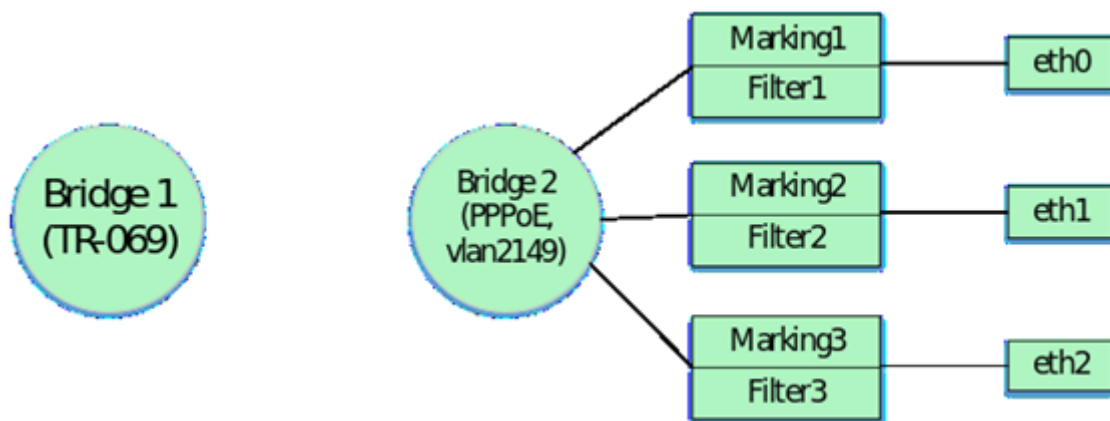 Bridge 1
(TR-069)
Bridge 2
(PPPoE,
vlan2149)
Marking1
Filter1
eth0
Marking2
Filter2
eth1
Marking3
Filter3
eth2